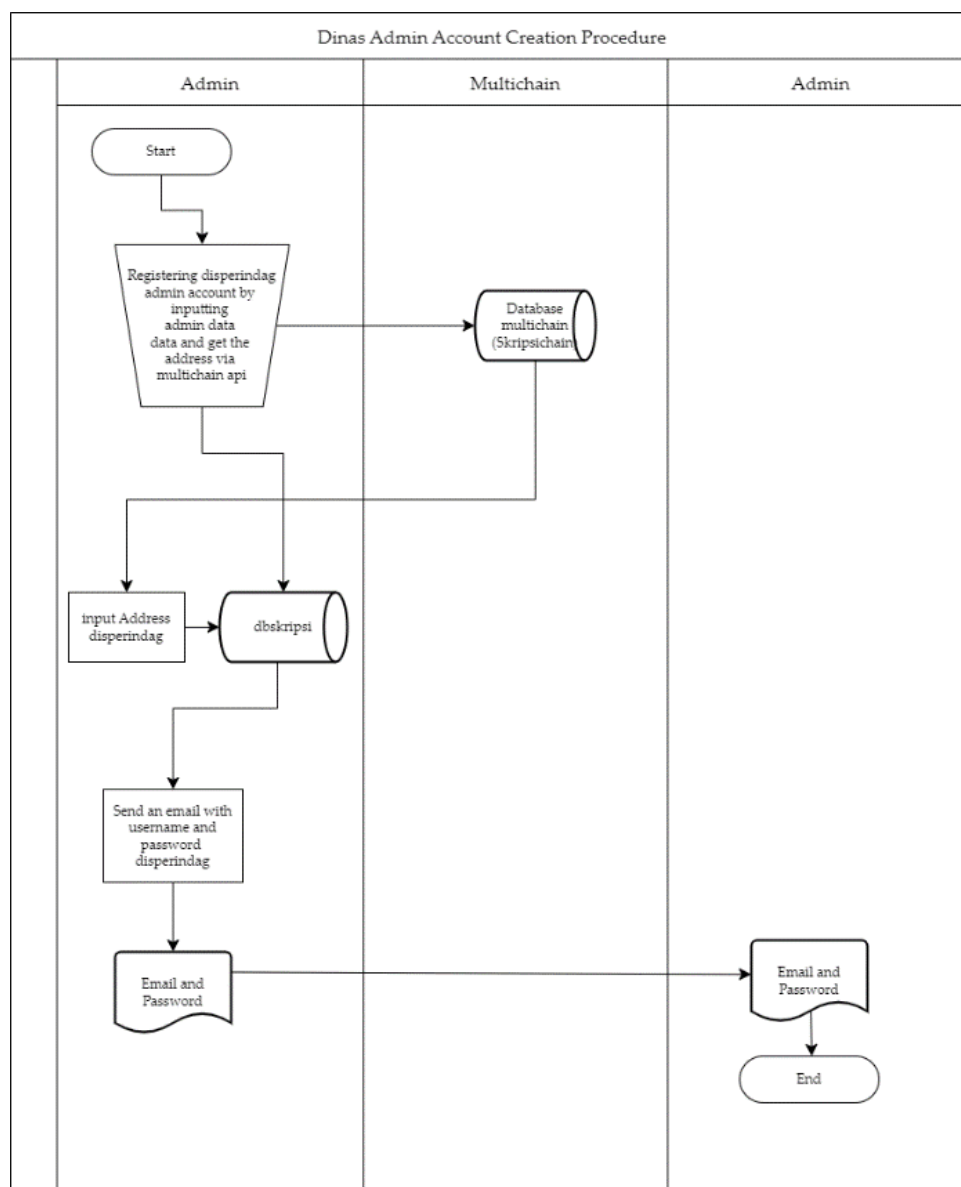 Dinas Admin Account Creation Procedure
Admin
Multichain
Admin
Start
Registering disperindag
admin account by
inputting
admin data
data and get the
address via
multichain api
Database
multichain
(5kripsichain)
input Address
disperindag
dbskripsi
Send an email with
username and
password
disperindag
Email and
Password
Email and
Password
End